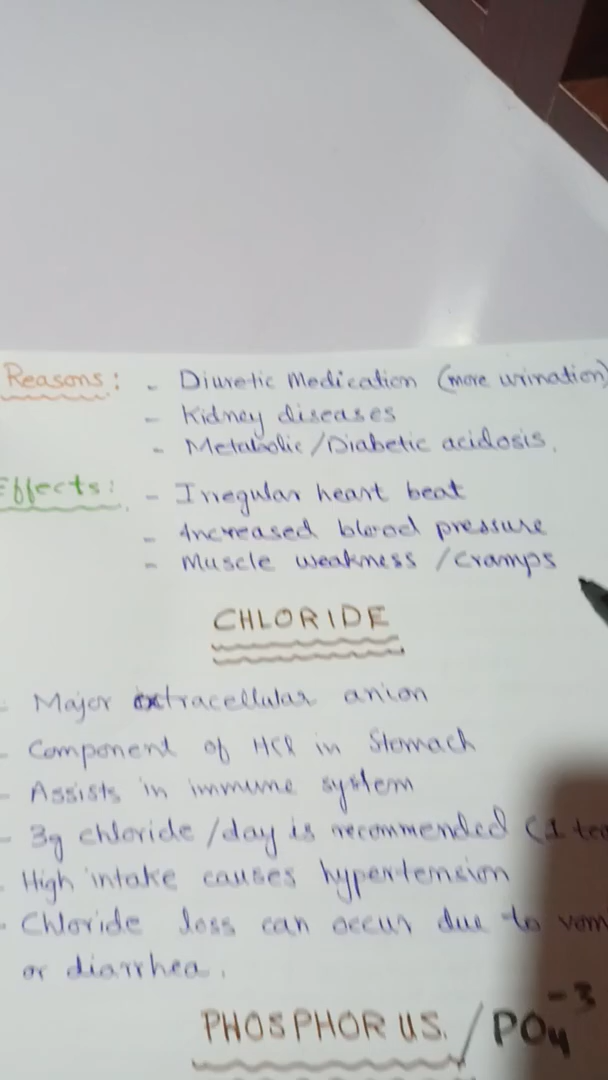 Reasons: - Diuretic Medication (more urination)
- Kidney diseases
- Metabolic/Diabetic acidosis.
Effects: - Irregular heart beat
- Increased blood pressure
- Muscle weakness / Cramps
CHLORIDE
- Major extracellular anion
- Component of HCl in Stomach
- Assists in immune system
- 3g chloride/day is recommended (1
- High intake causes hypertension
- Chloride loss can occur due to
or diarrhea.
PHOSPHORUS. / PO4-3